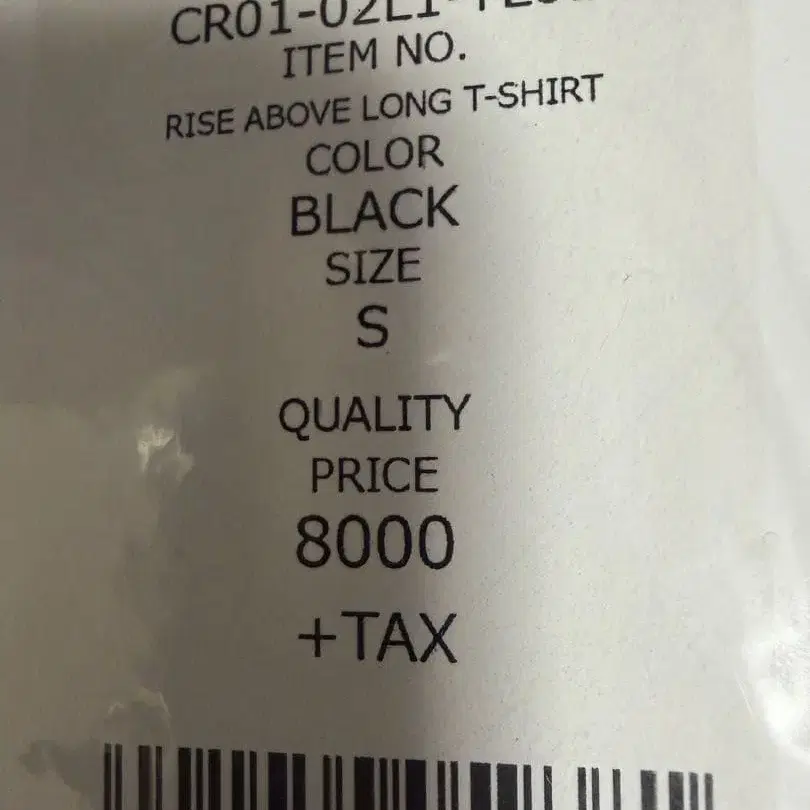 ITEM NO.
RISE ABOVE LONG T-SHIRT
COLOR
BLACK
SIZE
S
QUALITY
PRICE
8000
+TAX